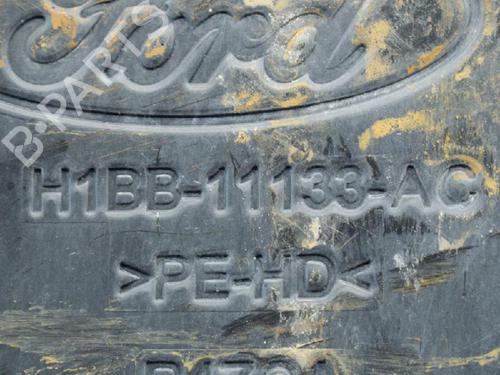 Ford
B-PARTS
H1BB-11133-AC
>PE-HD<